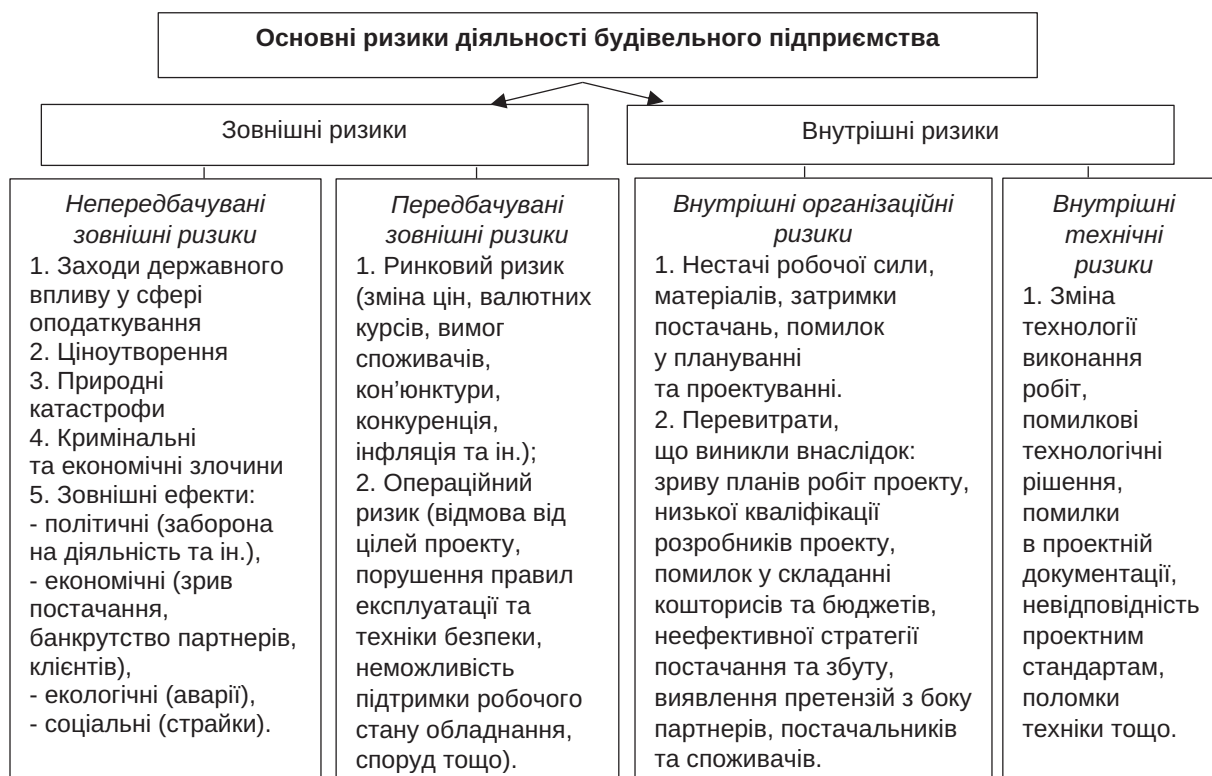 Основні ризики діяльності будівельного підприємства
Зовнішні ризики
Внутрішні ризики
Непередбачувані
зовнішні ризики
1. Заходи державного
впливу у сфері
оподаткування
2. Ціноутворення
3. Природні
катастрофи
4. Кримінальні
та економічні злочини
5. Зовнішні ефекти:
- політичні (заборона
на діяльність та ін.),
- економічні (зрив
постачання,
банкрутство партнерів,
клієнтів),
- екологічні (аварії),
- соціальні (страйки).
Передбачувані
зовнішні ризики
1. Ринковий ризик
(зміна цін, валютних
курсів, вимог
споживачів,
кон’юнктури,
конкуренція,
інфляція та ін.);
2. Операційний
ризик (відмова від
цілей проекту,
порушення правил
експлуатації та
техніки безпеки,
неможливість
підтримки робочого
стану обладнання,
споруд тощо).
Внутрішні організаційні
ризики
1. Нестачі робочої сили,
матеріалів, затримки
постачань, помилок
у плануванні
та проектуванні.
2. Перевитрати,
що виникли внаслідок:
зриву планів робіт проекту,
низької кваліфікації
розробників проекту,
помилок у складанні
кошторисів та бюджетів,
неефективної стратегії
постачання та збуту,
виявлення претензій з боку
партнерів, постачальників
та споживачів.
Внутрішні
технічні
ризики
1. Зміна
технології
виконання
робіт,
помилкові
технологічні
рішення,
помилки
в проектній
документації,
невідповідність
проектним
стандартам,
поломки
техніки тощо.